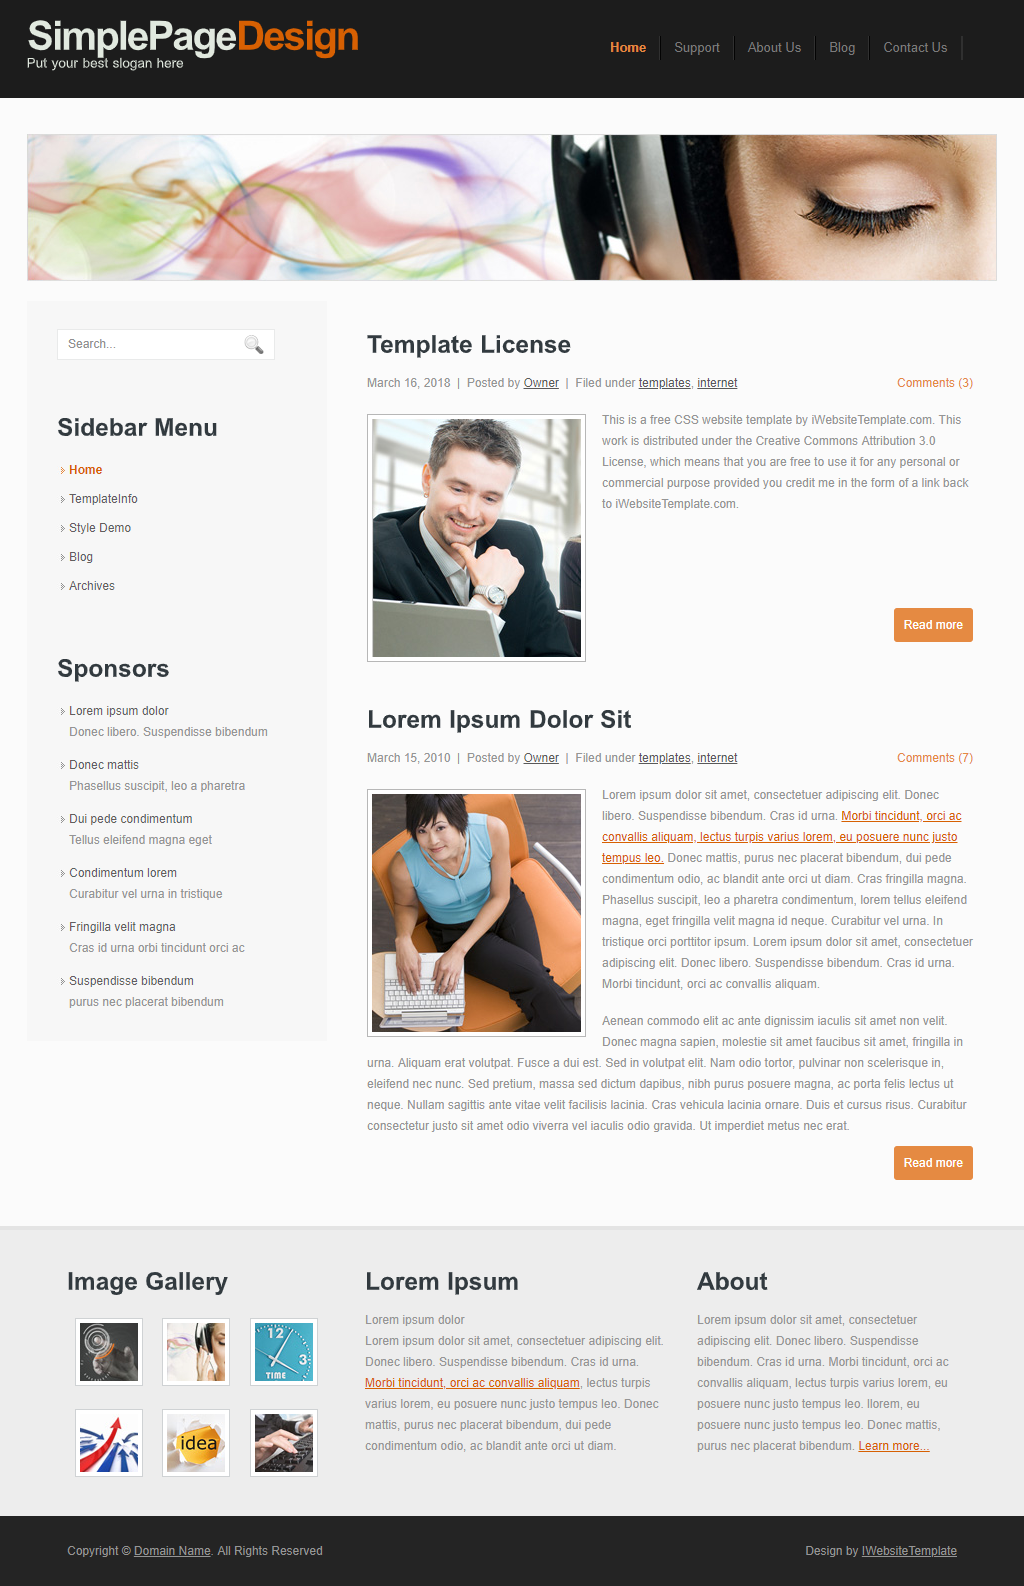 SimplePageDesign
Put your best slogan here
Home
Support
About Us
Blog
Contact Us
Search...
Sidebar Menu
Home
TemplateInfo
Style Demo
Blog
Archives
Sponsors
Lorem ipsum dolor
Donec libero. Suspendisse bibendum
Donec mattis
Phasellus suscipit, leo a pharetra
Dui pede condimentum
Tellus eleifend magna eget
Condimentum lorem
Curabitur vel urna in tristique
Fringilla velit magna
Cras id urna orbi tincidunt orci ac
Suspendisse bibendum
purus nec placerat bibendum
Template License
March 16, 2018 | Posted by Owner | Filed under templates, internet
Comments (3)
This is a free CSS website template by iWebsiteTemplate.com. This
work is distributed under the Creative Commons Attribution 3.0
License, which means that you are free to use it for any personal or
commercial purpose provided you credit me in the form of a link back
to iWebsiteTemplate.com.
Read more
Lorem Ipsum Dolor Sit
March 15, 2010 | Posted by Owner | Filed under templates, internet
Comments (7)
Lorem ipsum dolor sit amet, consectetuer adipiscing elit. Donec
libero. Suspendisse bibendum. Cras id urna. Morbi tincidunt, orci ac
convallis aliquam, lectus turpis varius lorem, eu posuere nunc justo
tempus leo. Donec mattis, purus nec placerat bibendum, dui pede
condimentum odio, ac blandit ante orci ut diam. Cras fringilla magna.
Phasellus suscipit, leo a pharetra condimentum, lorem tellus eleifend
magna, eget fringilla velit magna id neque. Curabitur vel urna. In
tristique orci porttitor ipsum. Lorem ipsum dolor sit amet, consectetuer
adipiscing elit. Donec libero. Suspendisse bibendum. Cras id urna.
Morbi tincidunt, orci ac convallis aliquam.
Aenean commodo elit ac ante dignissim iaculis sit amet non velit.
Donec magna sapien, molestie sit amet faucibus sit amet, fringilla in
urna. Aliquam erat volutpat. Fusce a dui est. Sed in volutpat elit. Nam odio tortor, pulvinar non scelerisque in,
eleifend nec nunc. Sed pretium, massa sed dictum dapibus, nibh purus posuere magna, ac porta felis lectus ut
neque. Nullam sagittis ante vitae velit facilisis lacinia. Cras vehicula lacinia ornare. Duis et cursus risus. Curabitur
consectetur justo sit amet odio viverra vel iaculis odio gravida. Ut imperdiet metus nec erat.
Read more
Image Gallery
12
3
TIME
idea
Lorem Ipsum
Lorem ipsum dolor
Lorem ipsum dolor sit amet, consectetuer adipiscing elit.
Donec libero. Suspendisse bibendum. Cras id urna.
Morbi tincidunt, orci ac convallis aliquam, lectus turpis
varius lorem, eu posuere nunc justo tempus leo. Donec
mattis, purus nec placerat bibendum, dui pede
condimentum odio, ac blandit ante orci ut diam.
About
Lorem ipsum dolor sit amet, consectetuer
adipiscing elit. Donec libero. Suspendisse
bibendum. Cras id urna. Morbi tincidunt, orci ac
convallis aliquam, lectus turpis varius lorem, eu
posuere nunc justo tempus leo. llorem, eu
posuere nunc justo tempus leo. Donec mattis,
purus nec placerat bibendum. Learn more...
Copyright © Domain Name. All Rights Reserved
Design by IWebsiteTemplate